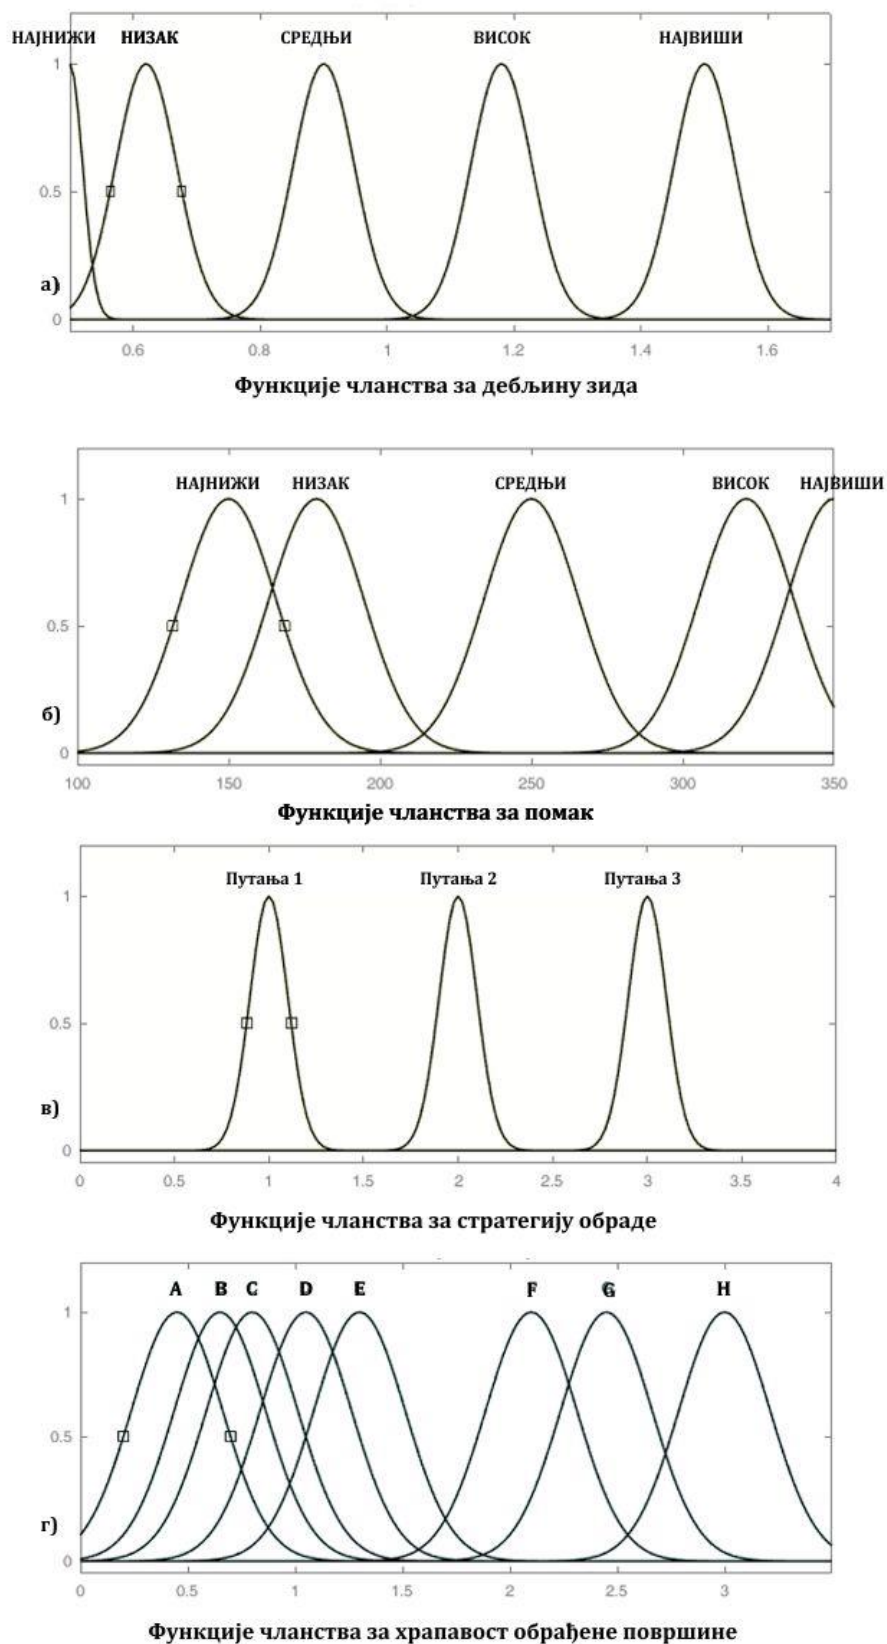 НАЈНИЖИ НИЗАК СРЕДЊИ ВИСОК НАЈВИШИ
1
0.5
а)
0
0.6 0.8 1 1.2 1.4 1.6
Функције чланства за дебљину зида
НАЈНИЖИ НИЗАК СРЕДЊИ ВИСОК НАЈВИШИ
1
0.5
б)
0
100 150 200 250 300 350
Функције чланства за помак
Путања 1 Путања 2 Путања 3
1
0.5
в)
0
0 0.5 1 1.5 2 2.5 3 3.5 4
Функције чланства за стратегију обраде
A B C D E F G H
1
0.5
г)
0
0 0.5 1 1.5 2 2.5 3
Функције чланства за храпавост обрађене површине